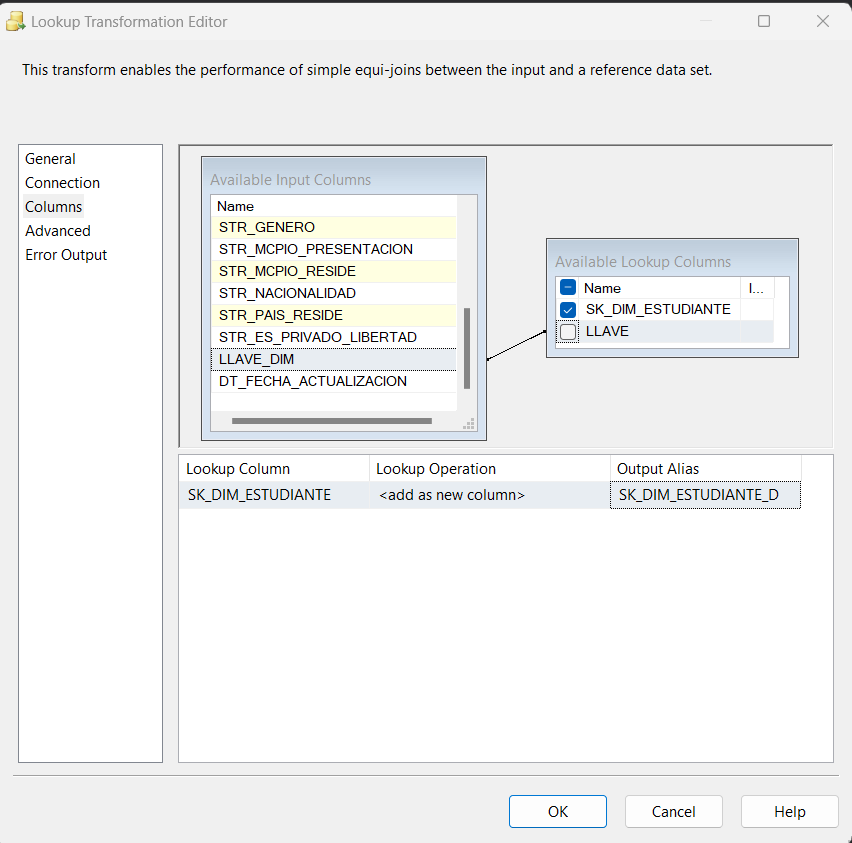 Lookup Transformation Editor
This transform enables the performance of simple equi-joins between the input and a reference data set.
General
Connection
Columns
Advanced
Error Output
Available Input Columns
Name
STR_GENERO
STR_MCPIO_PRESENTACION
STR_MCPIO_RESIDE
STR_NACIONALIDAD
STR_PAIS_RESIDE
STR_ES_PRIVADO_LIBERTAD
LLAVE_DIM
DT_FECHA_ACTUALIZACION
Available Lookup Columns
Name I...
SK_DIM_ESTUDIANTE
LLAVE
Lookup Column Lookup Operation Output Alias
SK_DIM_ESTUDIANTE <add as new column> SK_DIM_ESTUDIANTE_D
OK Cancel Help